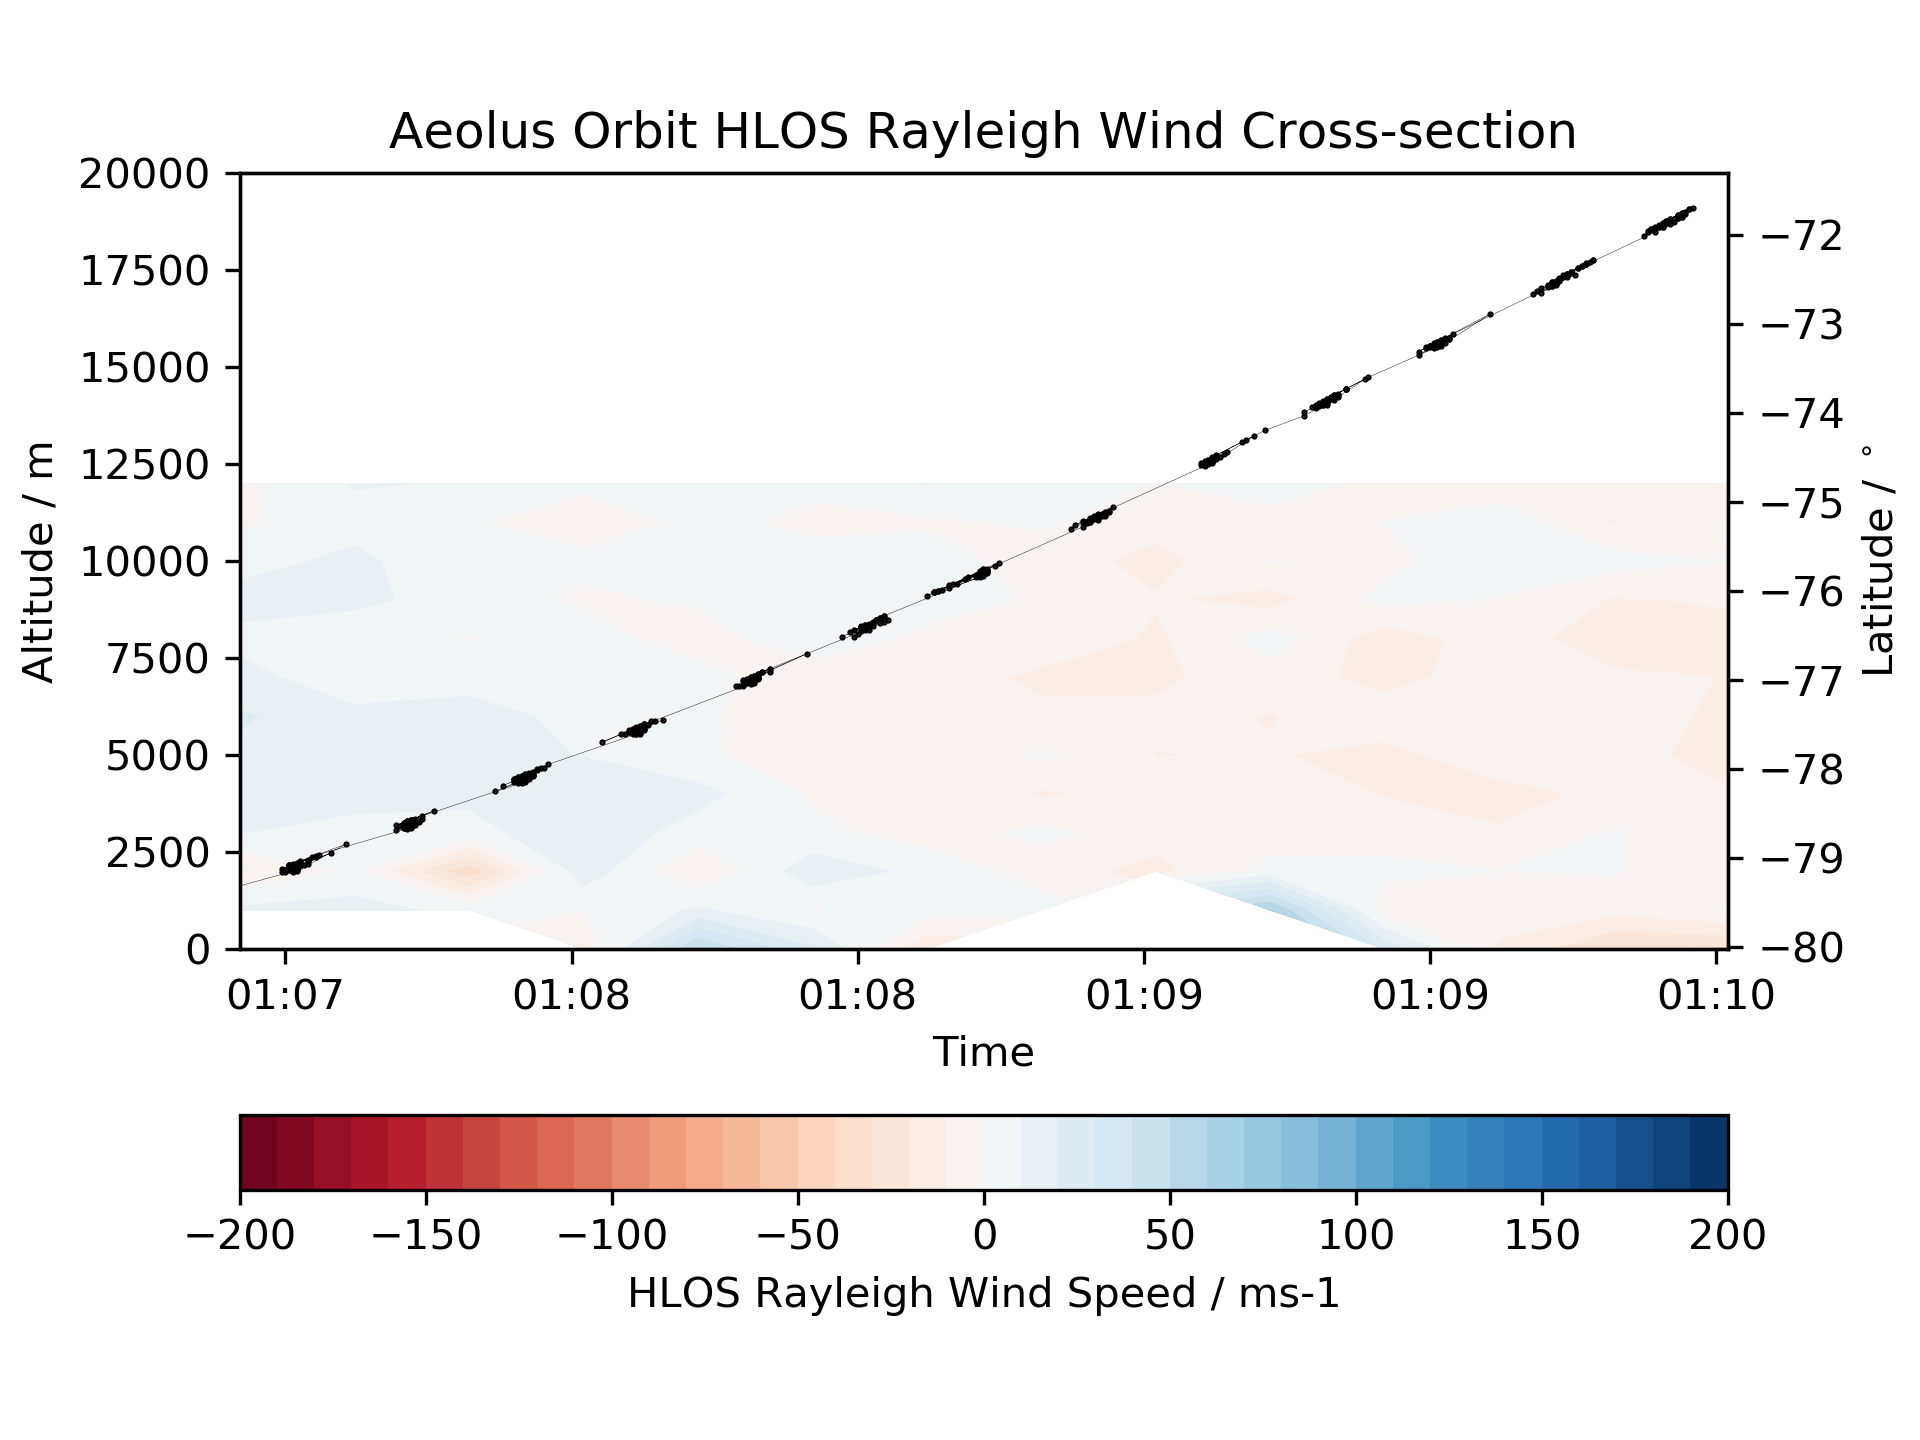 Aeolus Orbit HLOS Rayleigh Wind Cross-section
20000
17500
15000
12500
10000
7500
5000
2500
0
Altitude / m
−72
−73
−74
−75
−76
−77
−78
−79
−80
Latitude / °
01:07 01:08 01:08 01:09 01:09 01:10
Time
−200 −150 −100 −50 0 50 100 150 200
HLOS Rayleigh Wind Speed / ms-1